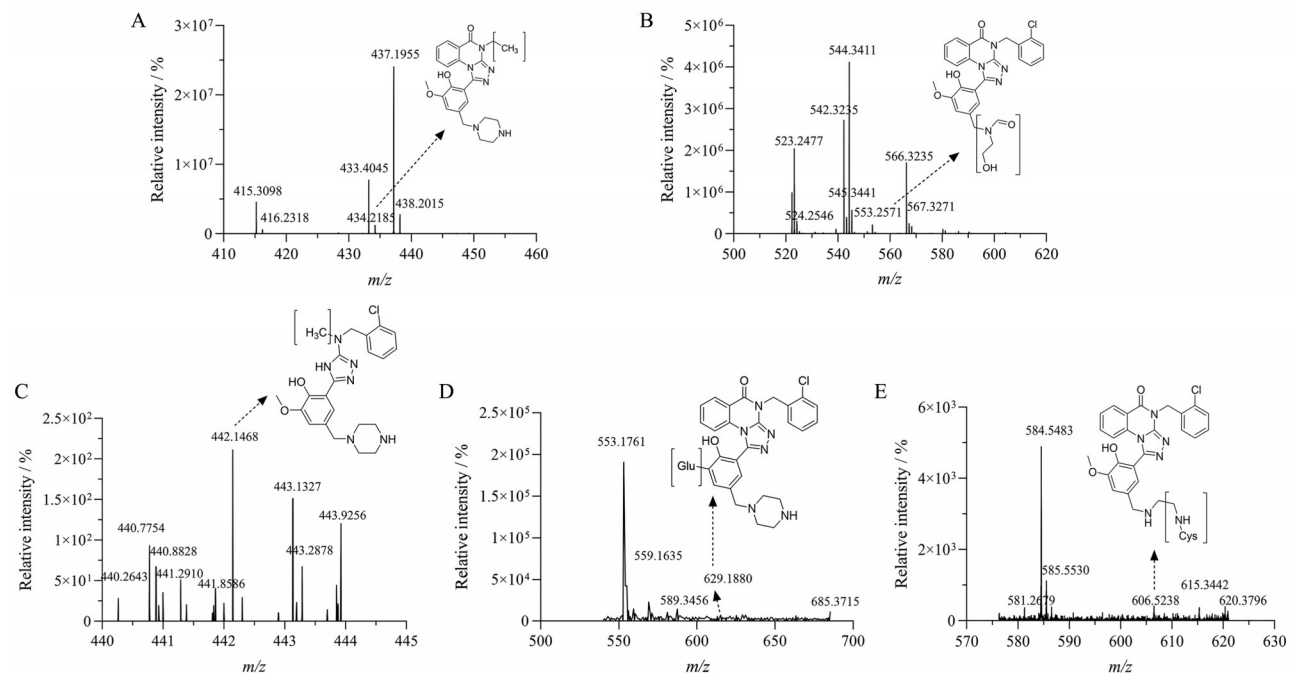 A
Relative intensity / %
3×10⁷
2×10⁷
1×10⁷
0
415.3098
416.2318
433.4045
434.2185
437.1955
438.2015
410
420
430
440
450
460
m/z
O
N
CH₃
N
N
N
HO
O
N
NH
B
Relative intensity / %
5×10⁶
4×10⁶
3×10⁶
2×10⁶
1×10⁶
0
544.3411
542.3235
523.2477
524.2546
545.3441
553.2571
566.3235
567.3271
500
520
540
560
580
600
620
m/z
O
Cl
N
N
N
N
HO
O
N
O
OH
C
Relative intensity / %
2.5×10²
2.0×10²
1.5×10²
1.0×10²
5×10¹
0
440.2643
440.7754
440.8828
441.2910
441.8586
442.1468
443.1327
443.2878
443.9256
440
441
442
443
444
445
m/z
Cl
H₃C
N
N
HN
N
HO
O
N
NH
D
Relative intensity / %
2.5×10⁵
2.0×10⁵
1.5×10⁵
1.0×10⁵
5×10⁴
0
553.1761
559.1635
589.3456
629.1880
685.3715
500
550
600
650
700
m/z
O
Cl
N
N
N
N
HO
Glu
N
NH
E
Relative intensity / %
6×10³
4×10³
2×10³
0
584.5483
585.5530
581.2679
606.5238
615.3442
620.3796
570
580
590
600
610
620
630
m/z
O
Cl
N
N
N
N
HO
O
NH
NH
Cys